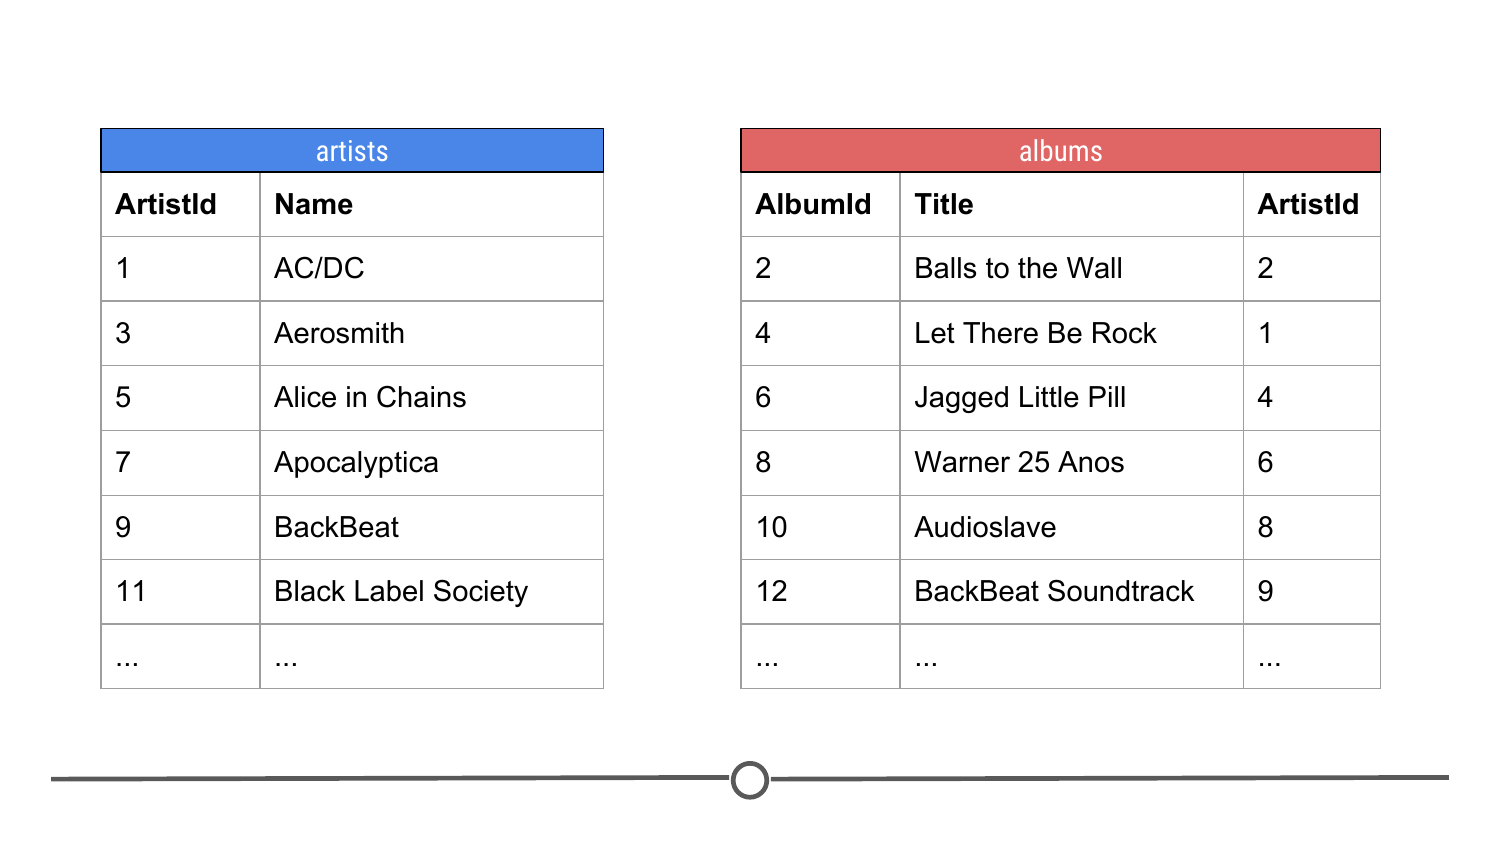 artists
ArtistId Name
1 AC/DC
3 Aerosmith
5 Alice in Chains
7 Apocalyptica
9 BackBeat
11 Black Label Society
... ...
albums
AlbumId Title ArtistId
2 Balls to the Wall 2
4 Let There Be Rock 1
6 Jagged Little Pill 4
8 Warner 25 Anos 6
10 Audioslave 8
12 BackBeat Soundtrack 9
... ... ...